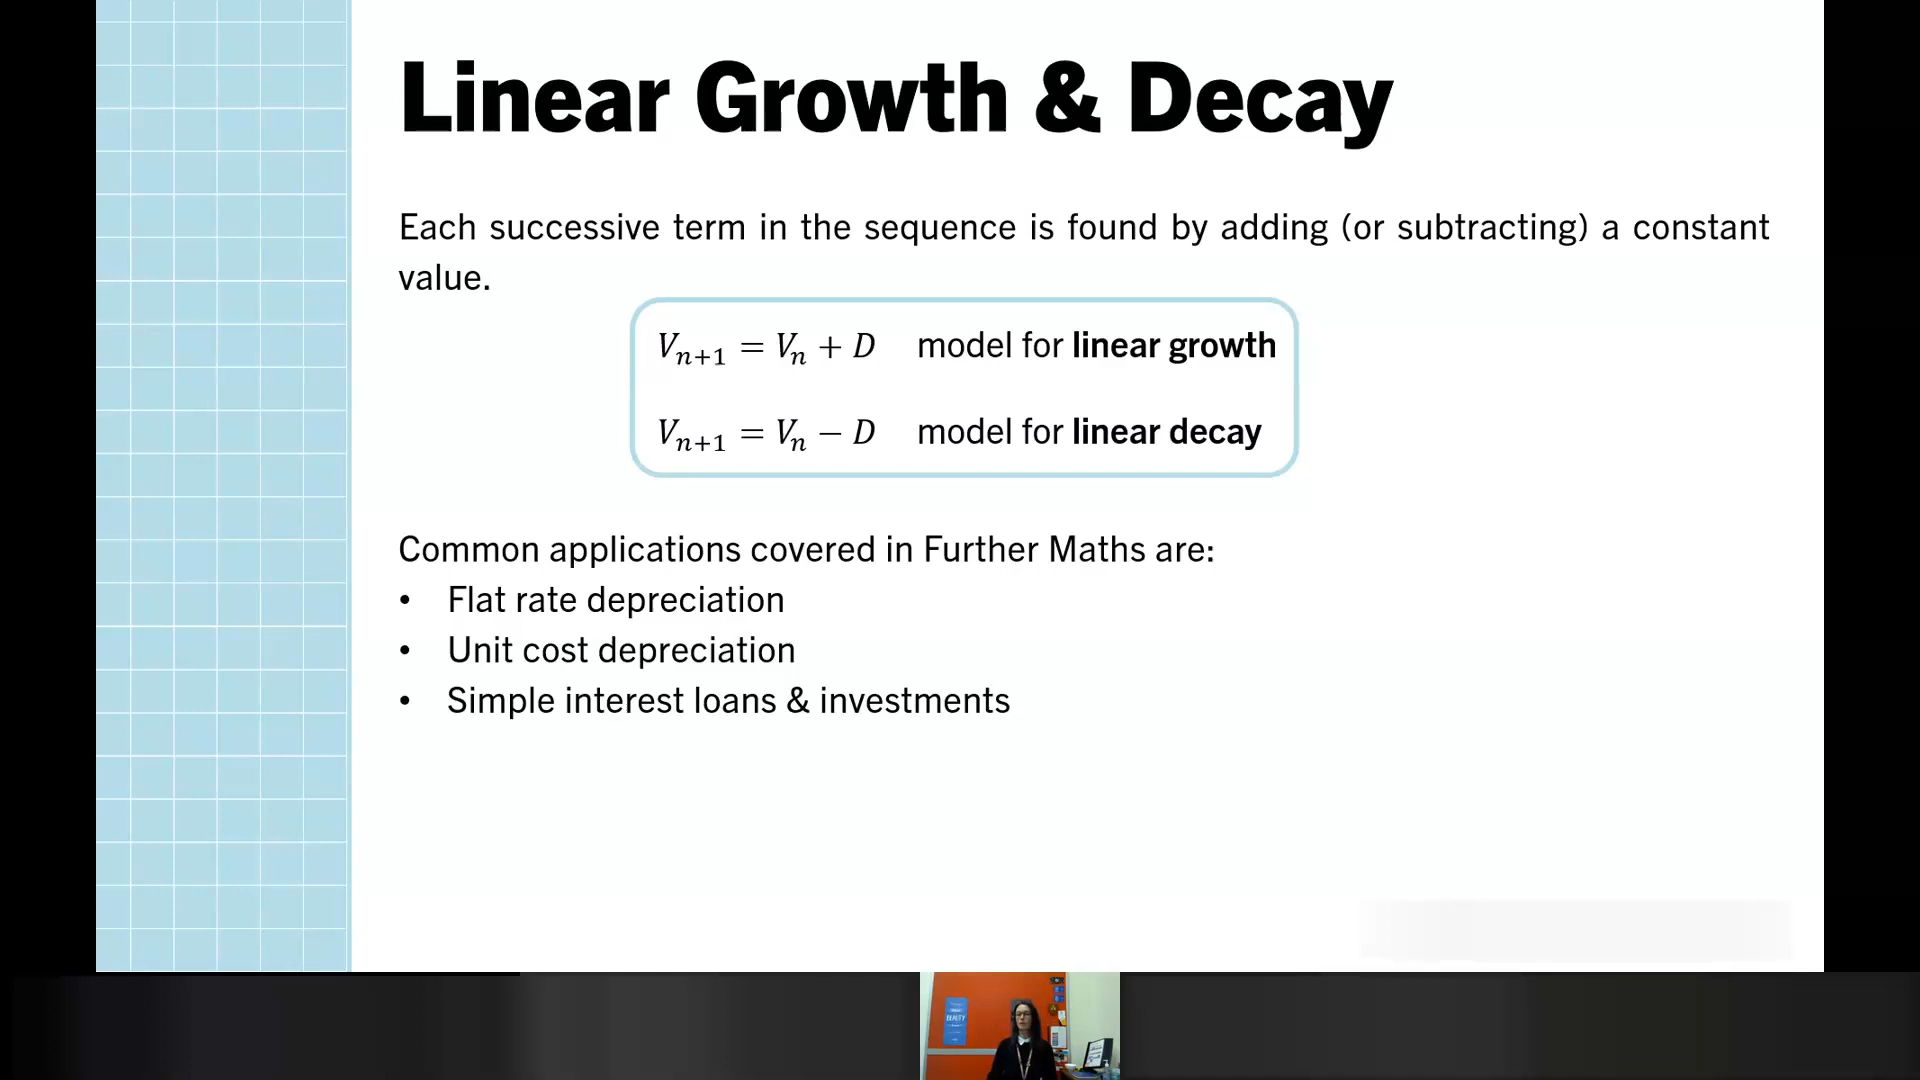 Linear Growth & Decay
Each successive term in the sequence is found by adding (or subtracting) a constant
value.
Vₙ₊₁ = Vₙ + D model for linear growth
Vₙ₊₁ = Vₙ − D model for linear decay
Common applications covered in Further Maths are:
• Flat rate depreciation
• Unit cost depreciation
• Simple interest loans & investments
BEAUTY